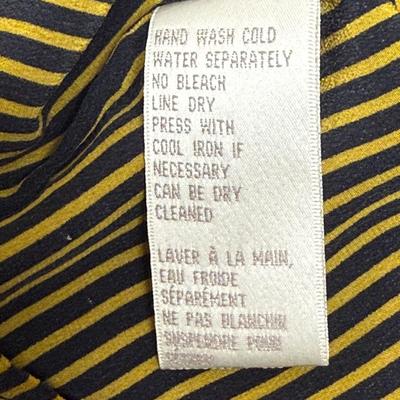 HAND WASH COLD
WATER SEPARATELY
NO BLEACH
LINE DRY
PRESS WITH
COOL IRON IF
NECESSARY
CAN BE DRY
CLEANED
LAVER À LA MAIN,
EAU FROIDE
SÉPARÉMENT
NE PAS BLANCHIR
SUSPENDRE POUR